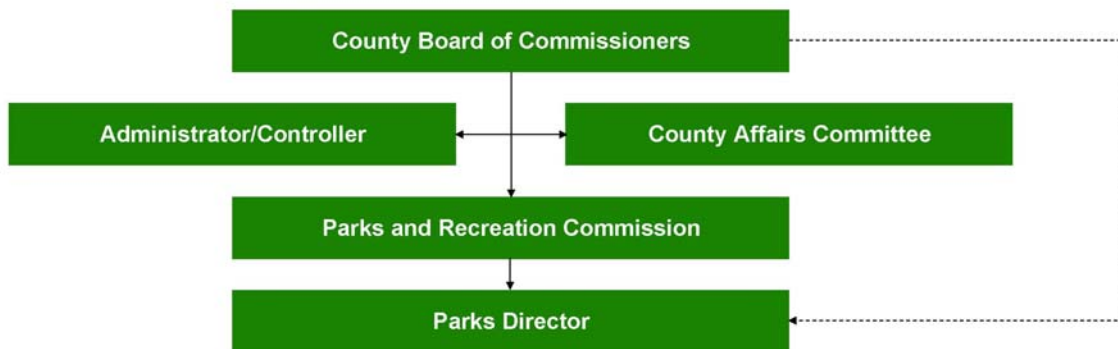 County Board of Commissioners
Administrator/Controller
County Affairs Committee
Parks and Recreation Commission
Parks Director